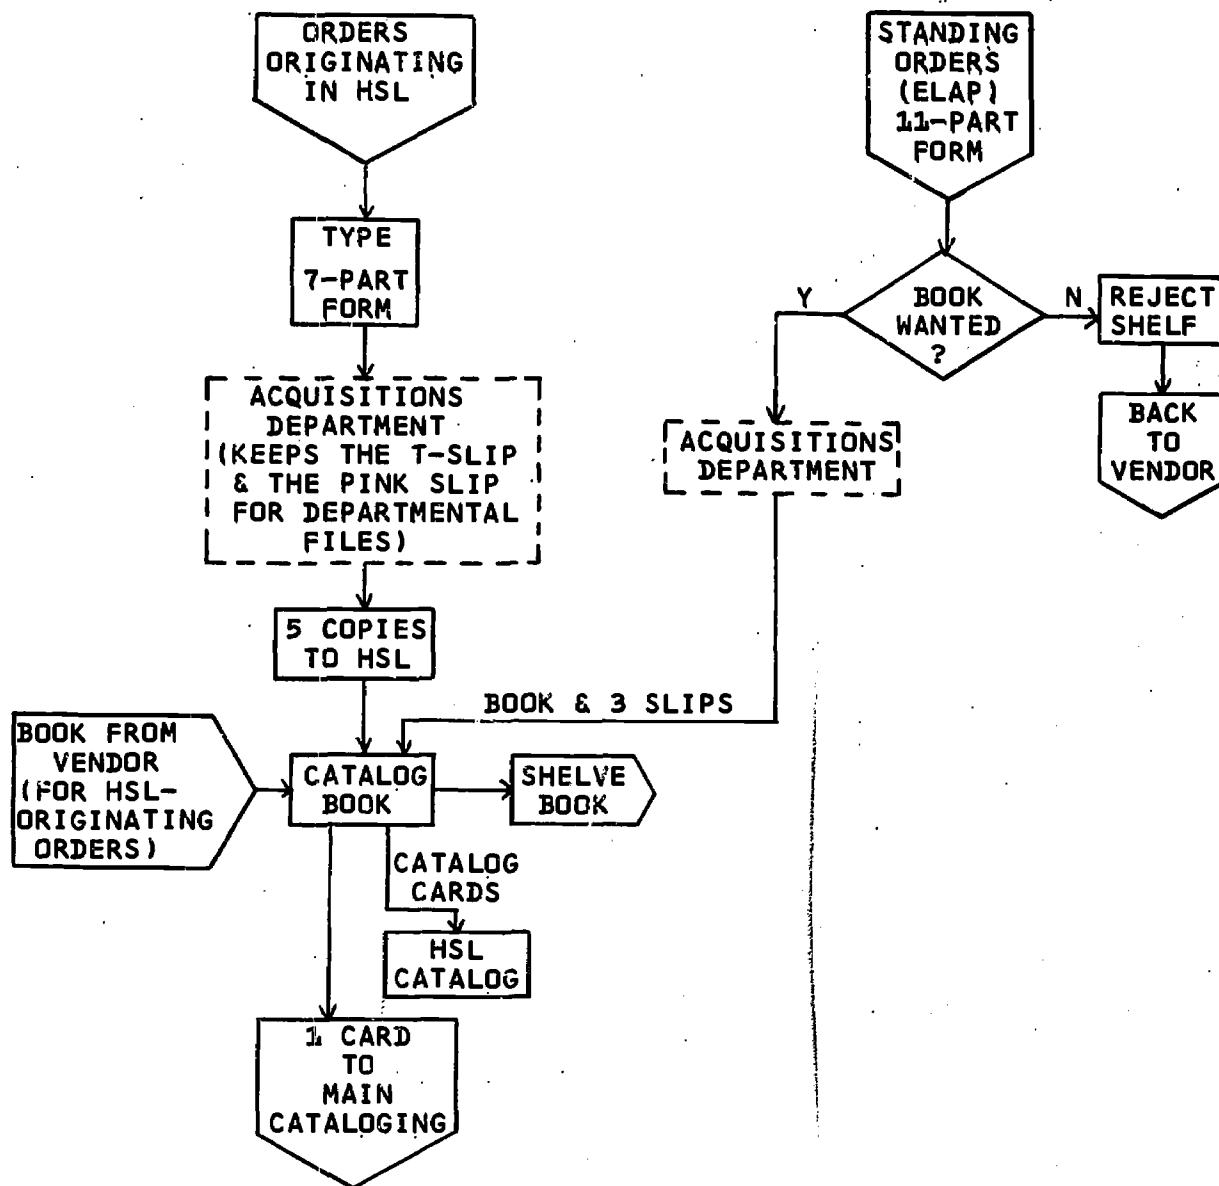 ORDERS
ORIGINATING
IN HSL
TYPE
7-PART
FORM
ACQUISITIONS
DEPARTMENT
(KEEPS THE T-SLIP
& THE PINK SLIP
FOR DEPARTMENTAL
FILES)
5 COPIES
TO HSL
STANDING
ORDERS
(ELAP)
11-PART
FORM
Y
BOOK
WANTED
?
N
REJECT
SHELF
BACK
TO
VENDOR
ACQUISITIONS
DEPARTMENT
BOOK & 3 SLIPS
BOOK FROM
VENDOR
(FOR HSL-
ORIGINATING
ORDERS)
CATALOG
BOOK
SHELVE
BOOK
CATALOG
CARDS
HSL
CATALOG
1 CARD
TO
MAIN
CATALOGING